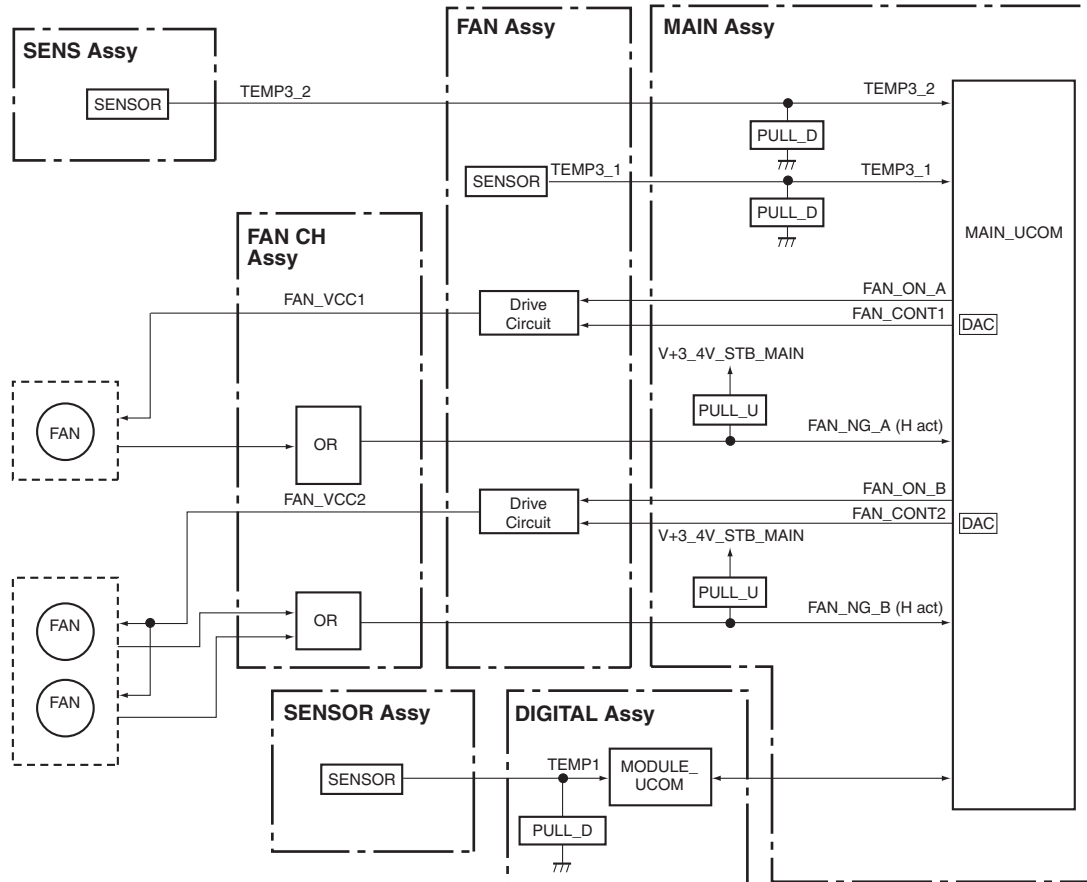 FAN Assy
MAIN Assy
SENS Assy
SENSOR
TEMP3_2
TEMP3_2
PULL_D
SENSOR
TEMP3_1
TEMP3_1
PULL_D
FAN CH
Assy
MAIN_UCOM
FAN_VCC1
Drive
Circuit
FAN_ON_A
FAN_CONT1
DAC
V+3_4V_STB_MAIN
PULL_U
FAN
OR
FAN_NG_A (H act)
FAN_VCC2
Drive
Circuit
FAN_ON_B
FAN_CONT2
DAC
V+3_4V_STB_MAIN
PULL_U
FAN
OR
FAN_NG_B (H act)
FAN
SENSOR Assy
DIGITAL Assy
SENSOR
TEMP1
MODULE_
UCOM
PULL_D